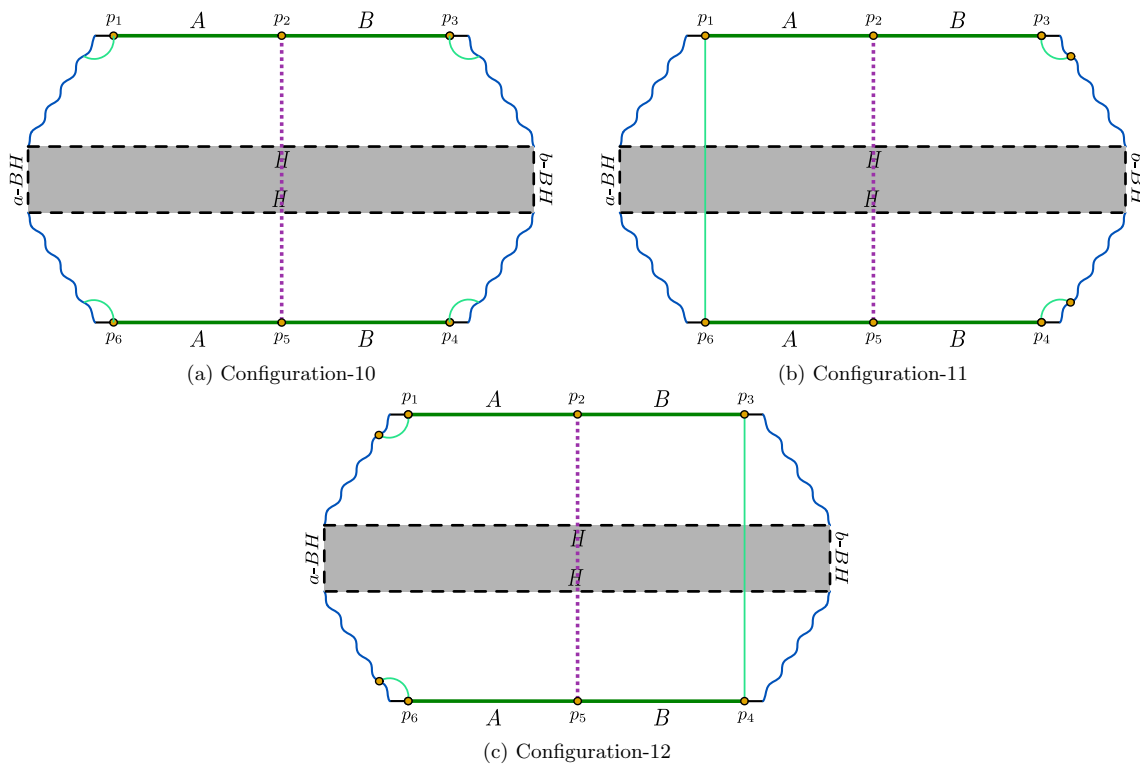 p₁ A p₂ B p₃
a-BH H b-BH
H
p₆ A p₅ B p₄
(a) Configuration-10
p₁ A p₂ B p₃
a-BH H b-BH
H
p₆ A p₅ B p₄
(b) Configuration-11
p₁ A p₂ B p₃
a-BH H b-BH
H
p₆ A p₅ B p₄
(c) Configuration-12